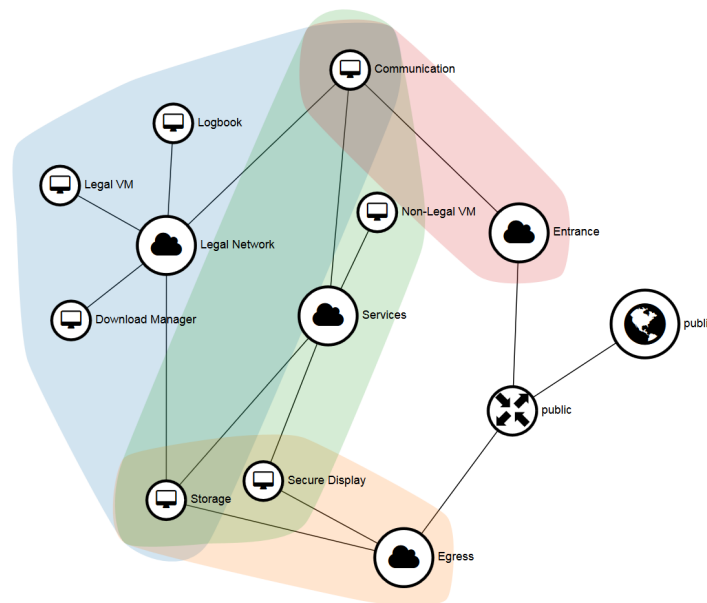 Communication
Logbook
Legal VM
Non-Legal VM
Legal Network
Entrance
Download Manager
Services
publi
public
Secure Display
Storage
Egress